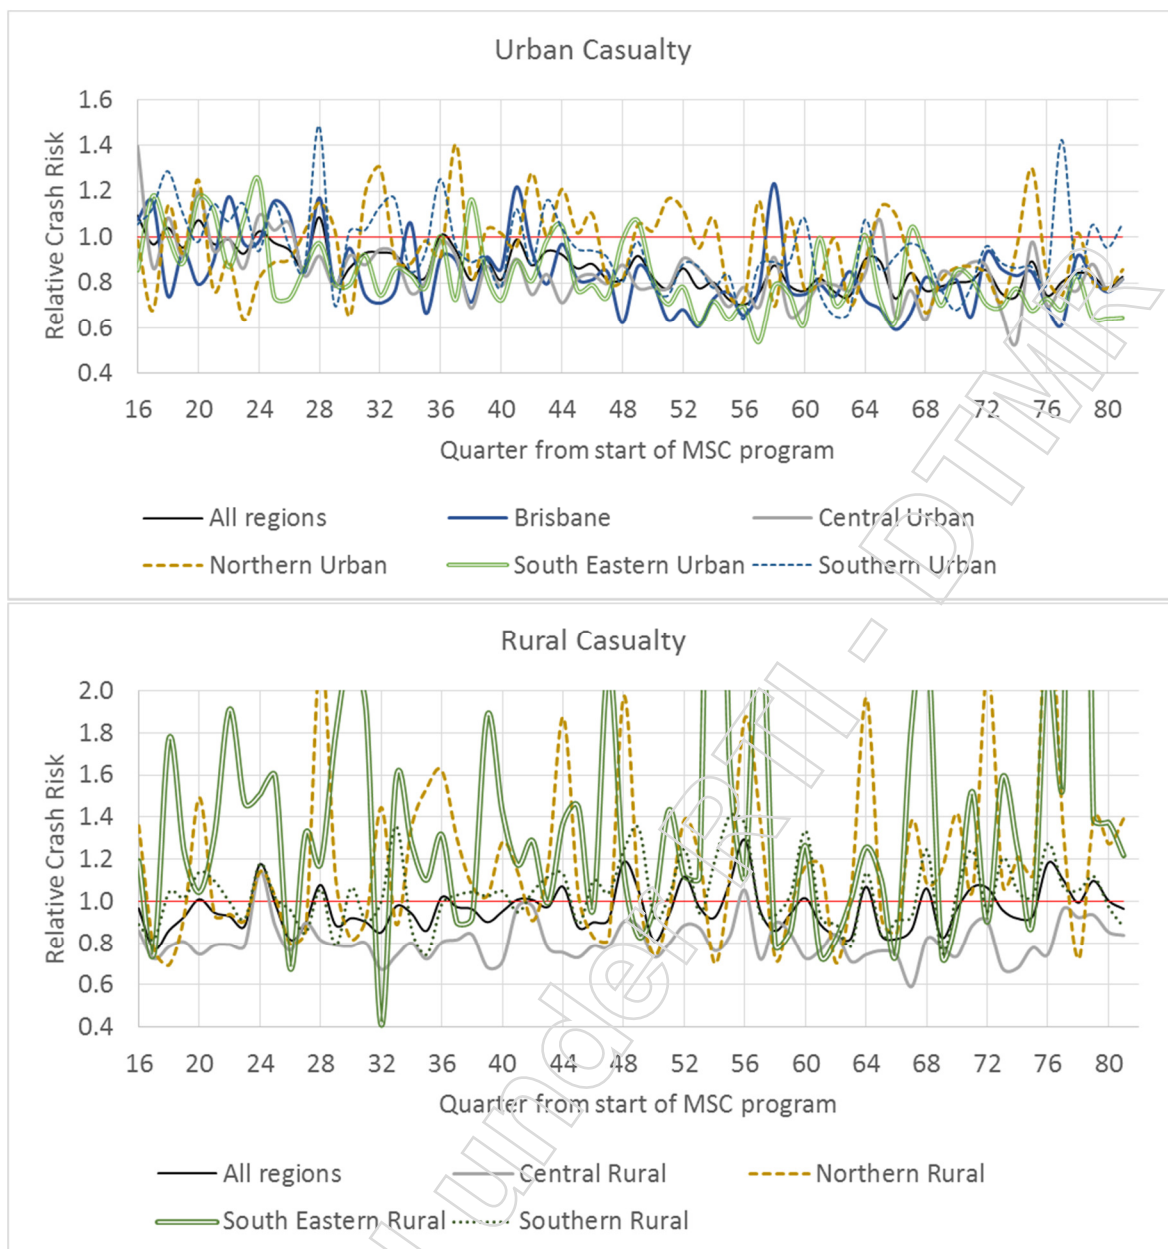 Urban Casualty
1.6
1.4
1.2
1.0
0.8
0.6
0.4
Relative Crash Risk
16 20 24 28 32 36 40 44 48 52 56 60 64 68 72 76 80
Quarter from start of MSC program
All regions Brisbane Central Urban
Northern Urban South Eastern Urban Southern Urban
Rural Casualty
2.0
1.8
1.6
1.4
1.2
1.0
0.8
0.6
0.4
Relative Crash Risk
16 20 24 28 32 36 40 44 48 52 56 60 64 68 72 76 80
Quarter from start of MSC program
All regions Central Rural Northern Rural
South Eastern Rural Southern Rural
under RTI - DTMR